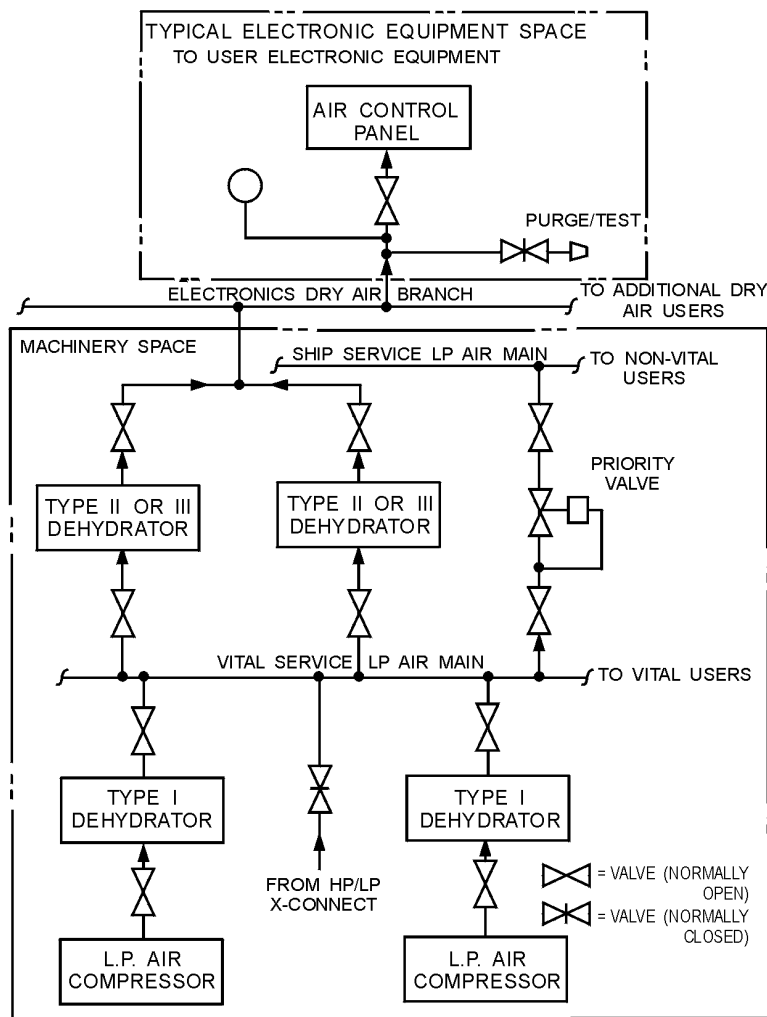 TYPICAL ELECTRONIC EQUIPMENT SPACE
TO USER ELECTRONIC EQUIPMENT
AIR CONTROL
PANEL
PURGE/TEST
ELECTRONICS DRY AIR BRANCH
TO ADDITIONAL DRY
AIR USERS
MACHINERY SPACE
SHIP SERVICE LP AIR MAIN
TO NON-VITAL
USERS
PRIORITY
VALVE
TYPE II OR III
DEHYDRATOR
TYPE II OR III
DEHYDRATOR
VITAL SERVICE LP AIR MAIN
TO VITAL USERS
TYPE I
DEHYDRATOR
TYPE I
DEHYDRATOR
FROM HP/LP
X-CONNECT
= VALVE (NORMALLY
OPEN)
= VALVE (NORMALLY
CLOSED)
L.P. AIR
COMPRESSOR
L.P. AIR
COMPRESSOR